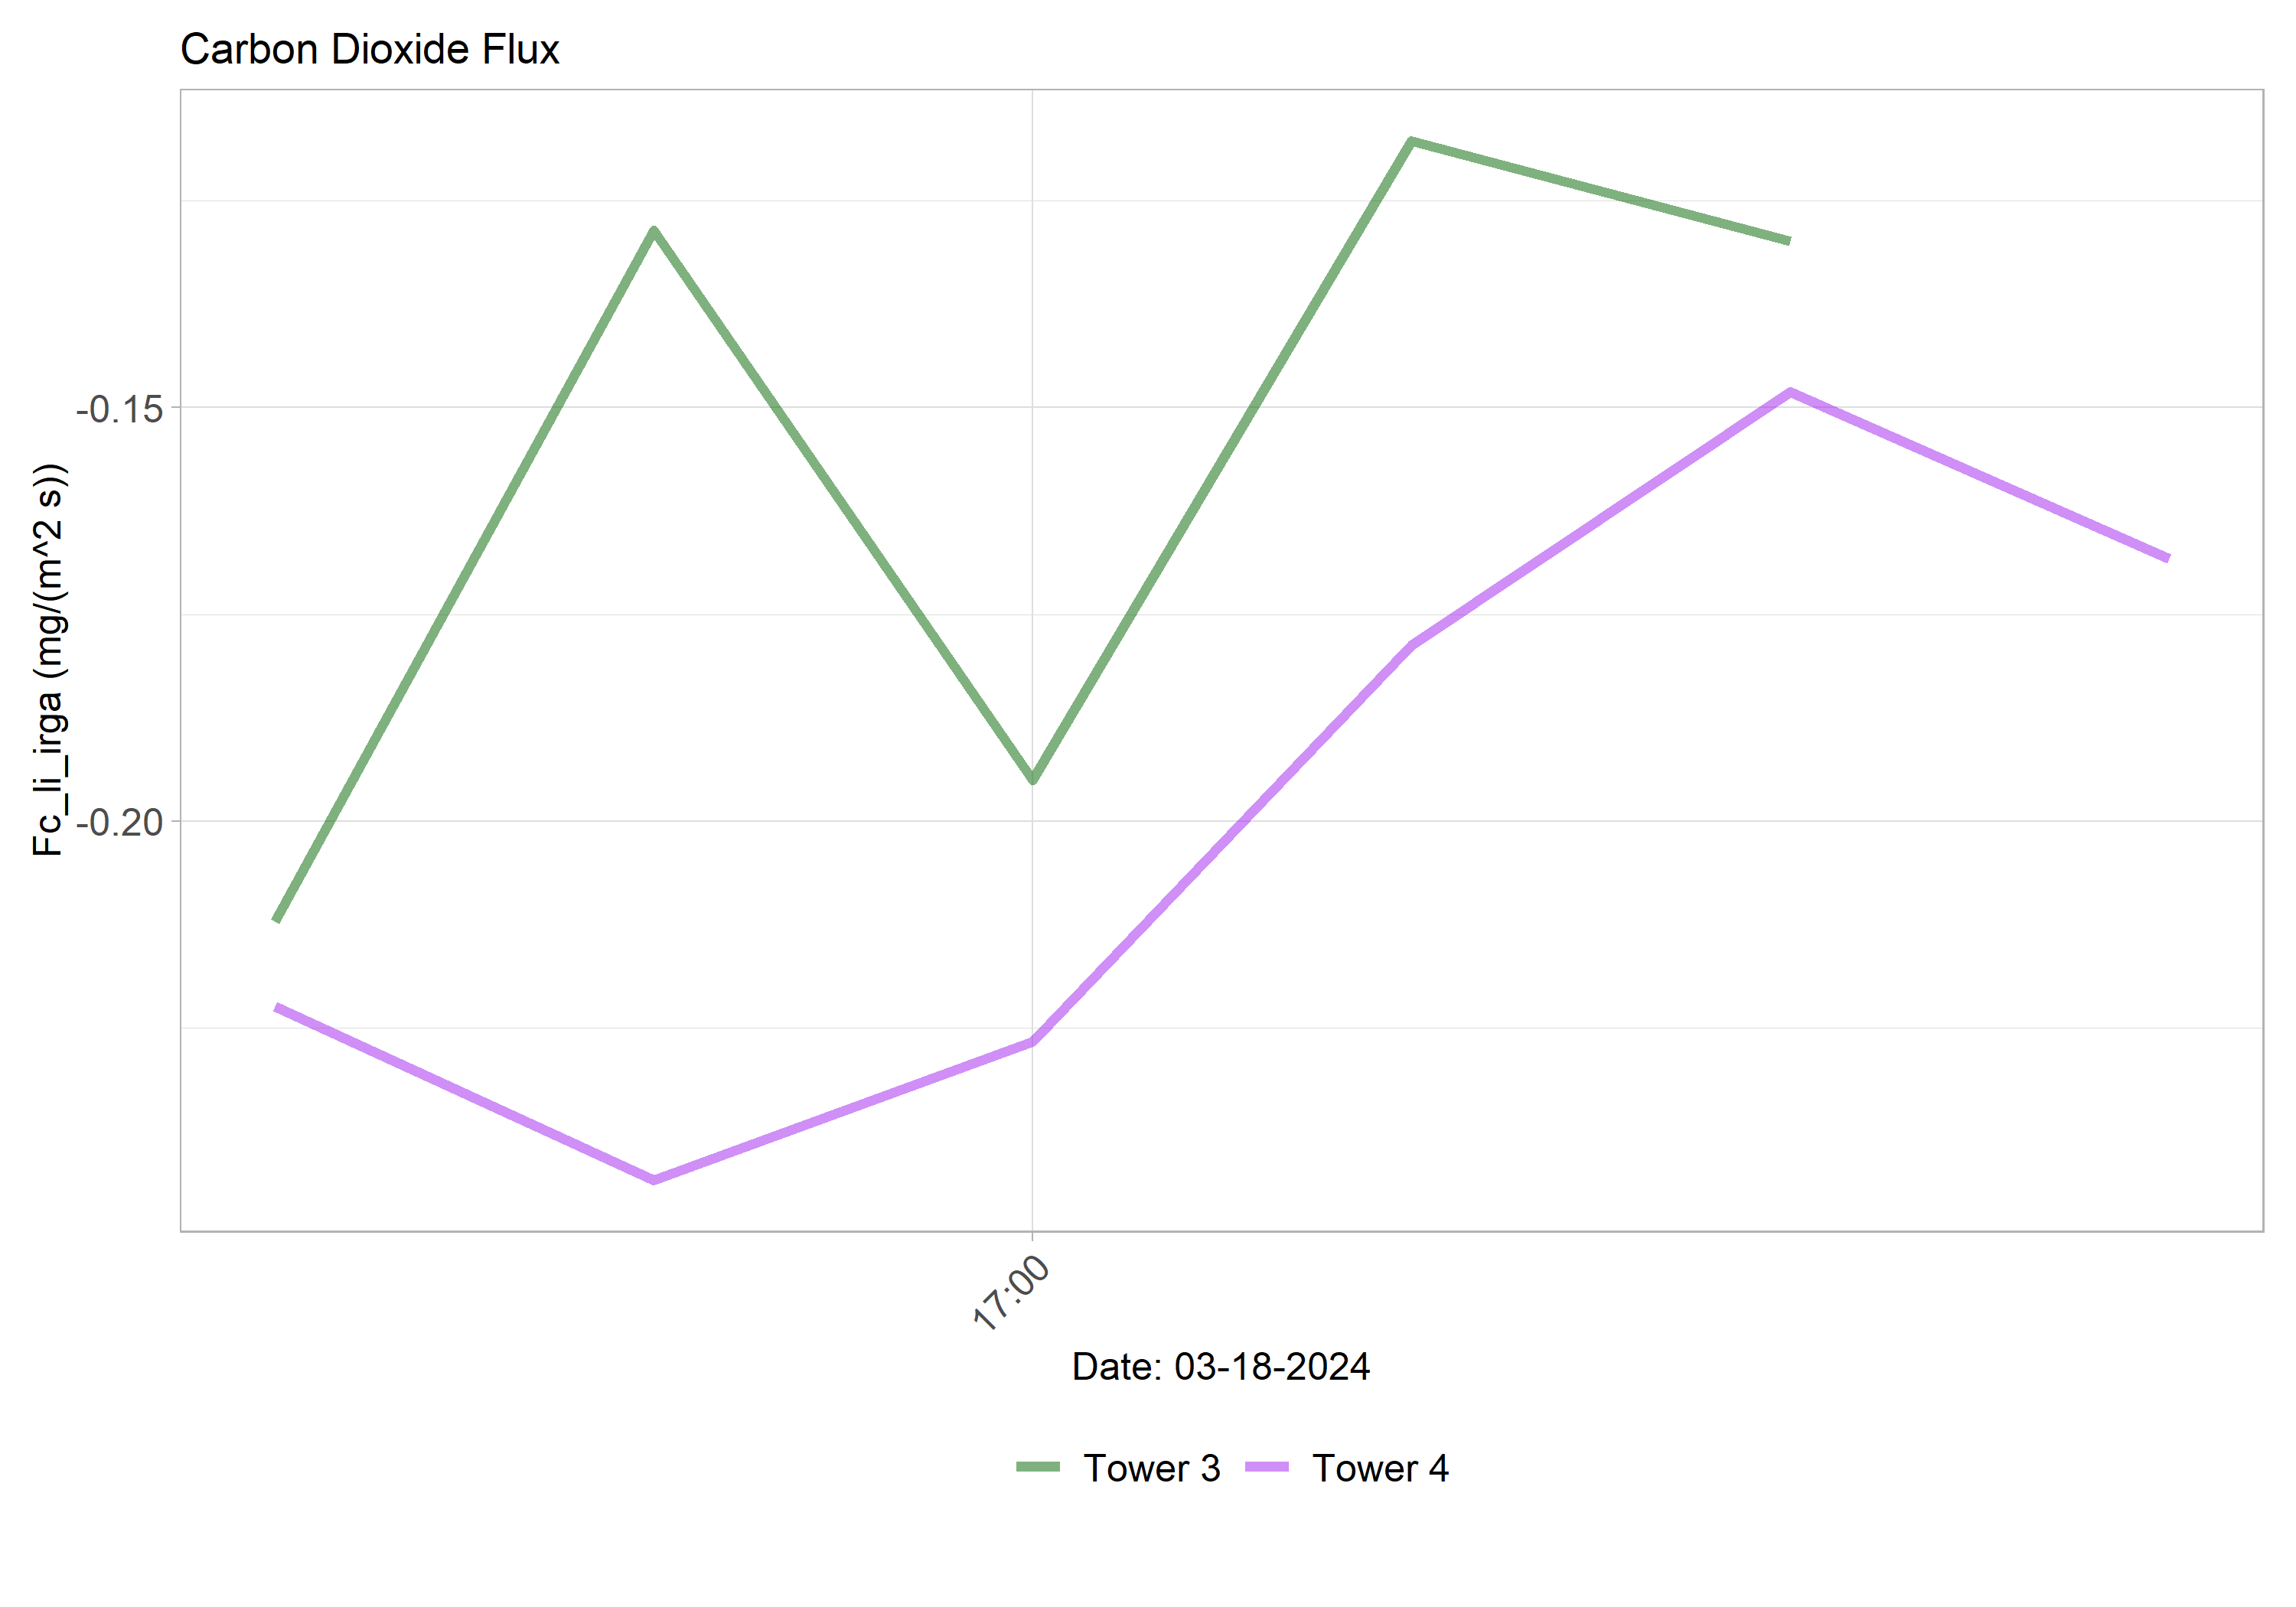 Carbon Dioxide Flux
Fc_li_irga (mg/(m^2 s))
-0.15
-0.20
17:00
Date: 03-18-2024
Tower 3 Tower 4